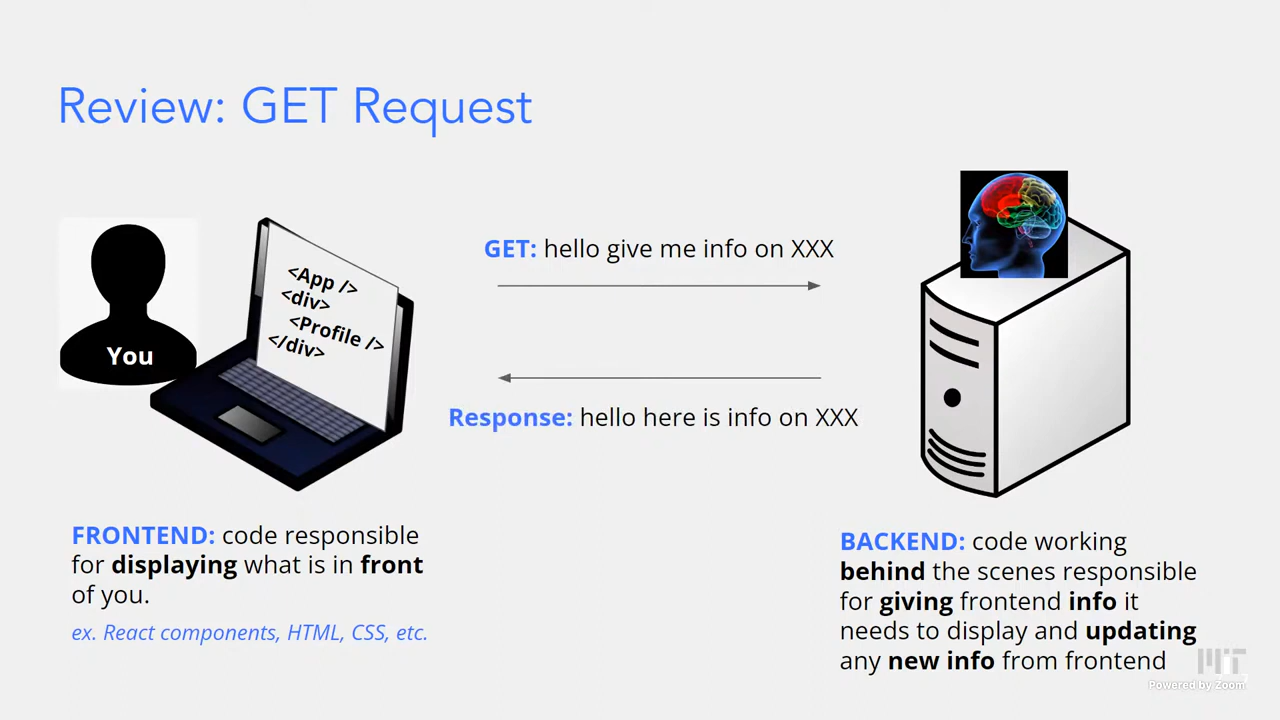 Review: GET Request
You
<App />
<div>
<Profile />
</div>
GET: hello give me info on XXX
Response: hello here is info on XXX
FRONTEND: code responsible
for displaying what is in front
of you.
ex. React components, HTML, CSS, etc.
BACKEND: code working
behind the scenes responsible
for giving frontend info it
needs to display and updating
any new info from frontend
MIT
Powered by Zoom